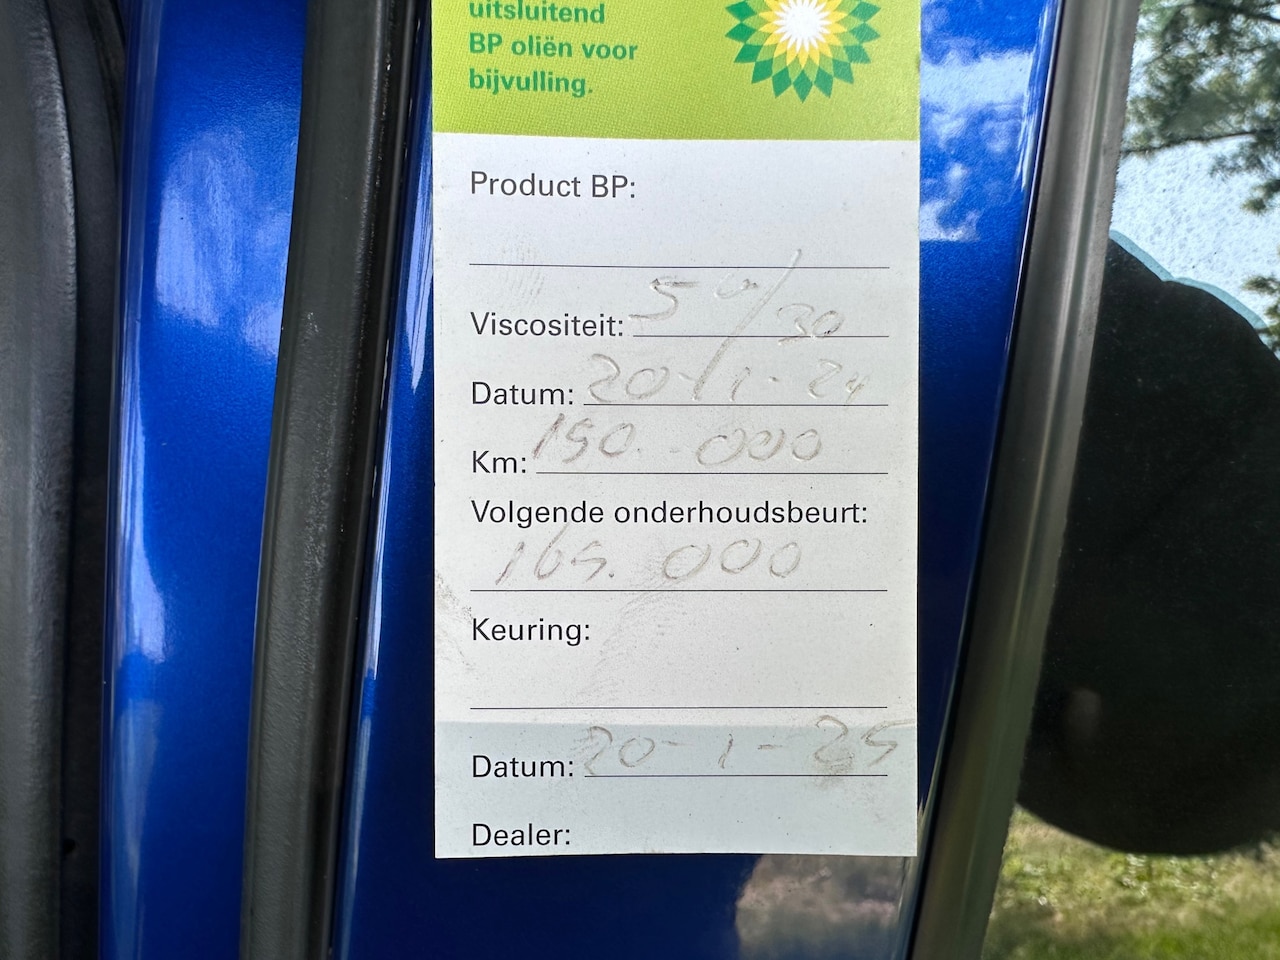 uitsluitend
BP oliën voor
bijvulling.
Product BP:
Viscositeit: 5w/30
Datum: 20-1-24
Km: 150.000
Volgende onderhoudsbeurt:
165.000
Keuring:
Datum: 20-1-25
Dealer: